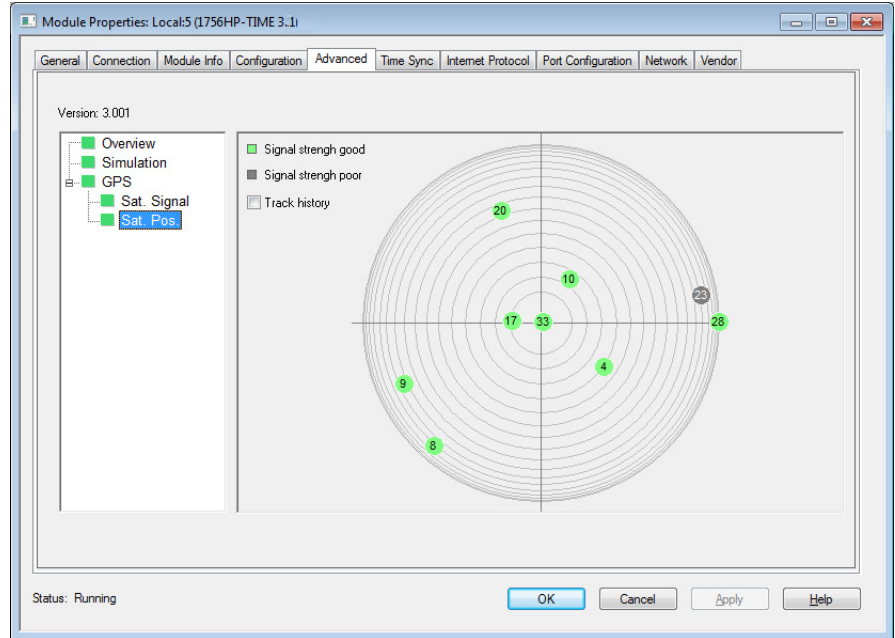 Module Properties: Local:5 (1756HP-TIME 3.1)
General Connection Module Info Configuration Advanced Time Sync Internet Protocol Port Configuration Network Vendor
Version: 3.001
Overview
Simulation
GPS
Sat. Signal
Sat. Pos.
Signal strengh good
Signal strengh poor
Track history
20
10
23
17
33
28
4
9
8
Status: Running
OK Cancel Apply Help